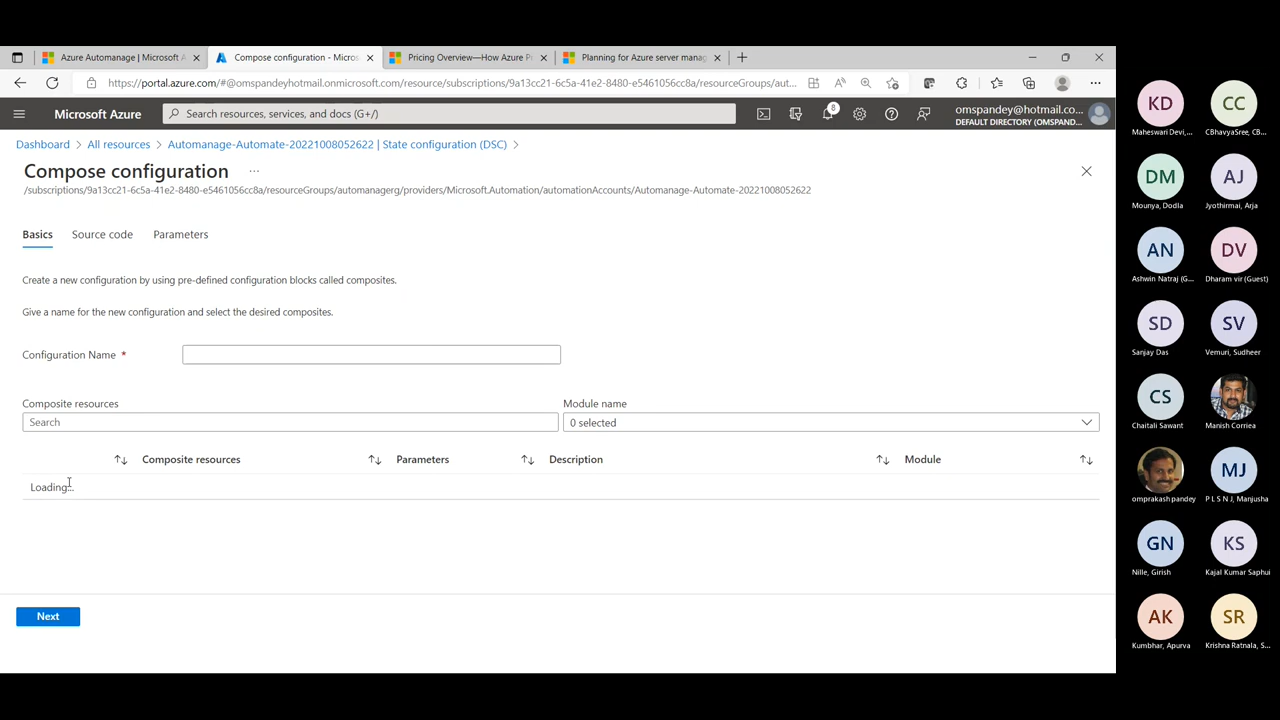 Azure Automanage | Microsoft A
Compose configuration - Micros
Pricing Overview—How Azure Pr
Planning for Azure server manag
https://portal.azure.com/#@omspandeyhotmail.onmicrosoft.com/resource/subscriptions/9a13cc21-6c5a-41e2-8480-e5461056cc8a/resourceGroups/aut...
Microsoft Azure
Search resources, services, and docs (G+/)
8
omspandey@hotmail.co...
DEFAULT DIRECTORY (OMSPAND...
Dashboard > All resources > Automanage-Automate-20221008052622 | State configuration (DSC) >
Compose configuration ...
/subscriptions/9a13cc21-6c5a-41e2-8480-e5461056cc8a/resourceGroups/automanagerg/providers/Microsoft.Automation/automationAccounts/Automanage-Automate-20221008052622
Basics Source code Parameters
Create a new configuration by using pre-defined configuration blocks called composites.
Give a name for the new configuration and select the desired composites.
Configuration Name *
Composite resources Module name
Search 0 selected
Composite resources Parameters Description Module
Loading...
Next
KD CC
Maheswari Devi,... CBhavyaSree, CB...
DM AJ
Mounya, Dodla Jyothirmai, Arja
AN DV
Ashwin Natraj (G... Dharam vir (Guest)
SD SV
Sanjay Das Vemuri, Sudheer
CS
Chaitali Sawant Manish Corriea
MJ
omprakash pandey P L S N J, Manjusha
GN KS
Nille, Girish Kajal Kumar Saphui
AK SR
Kumbhar, Apurva Krishna Ratnala, S...